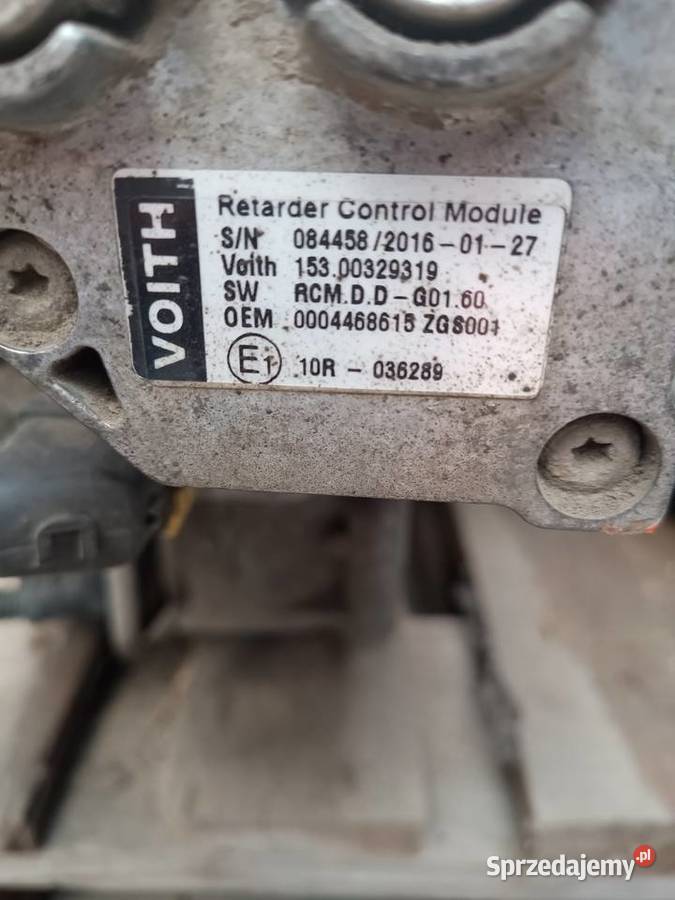 VOITH
Retarder Control Module
S/N 084458/2016-01-27
Voith 153.00329319
SW RCM.D.D-G01.60
OEM 0004468615 ZGS001
E1 10R - 036289
Sprzedajemy.pl